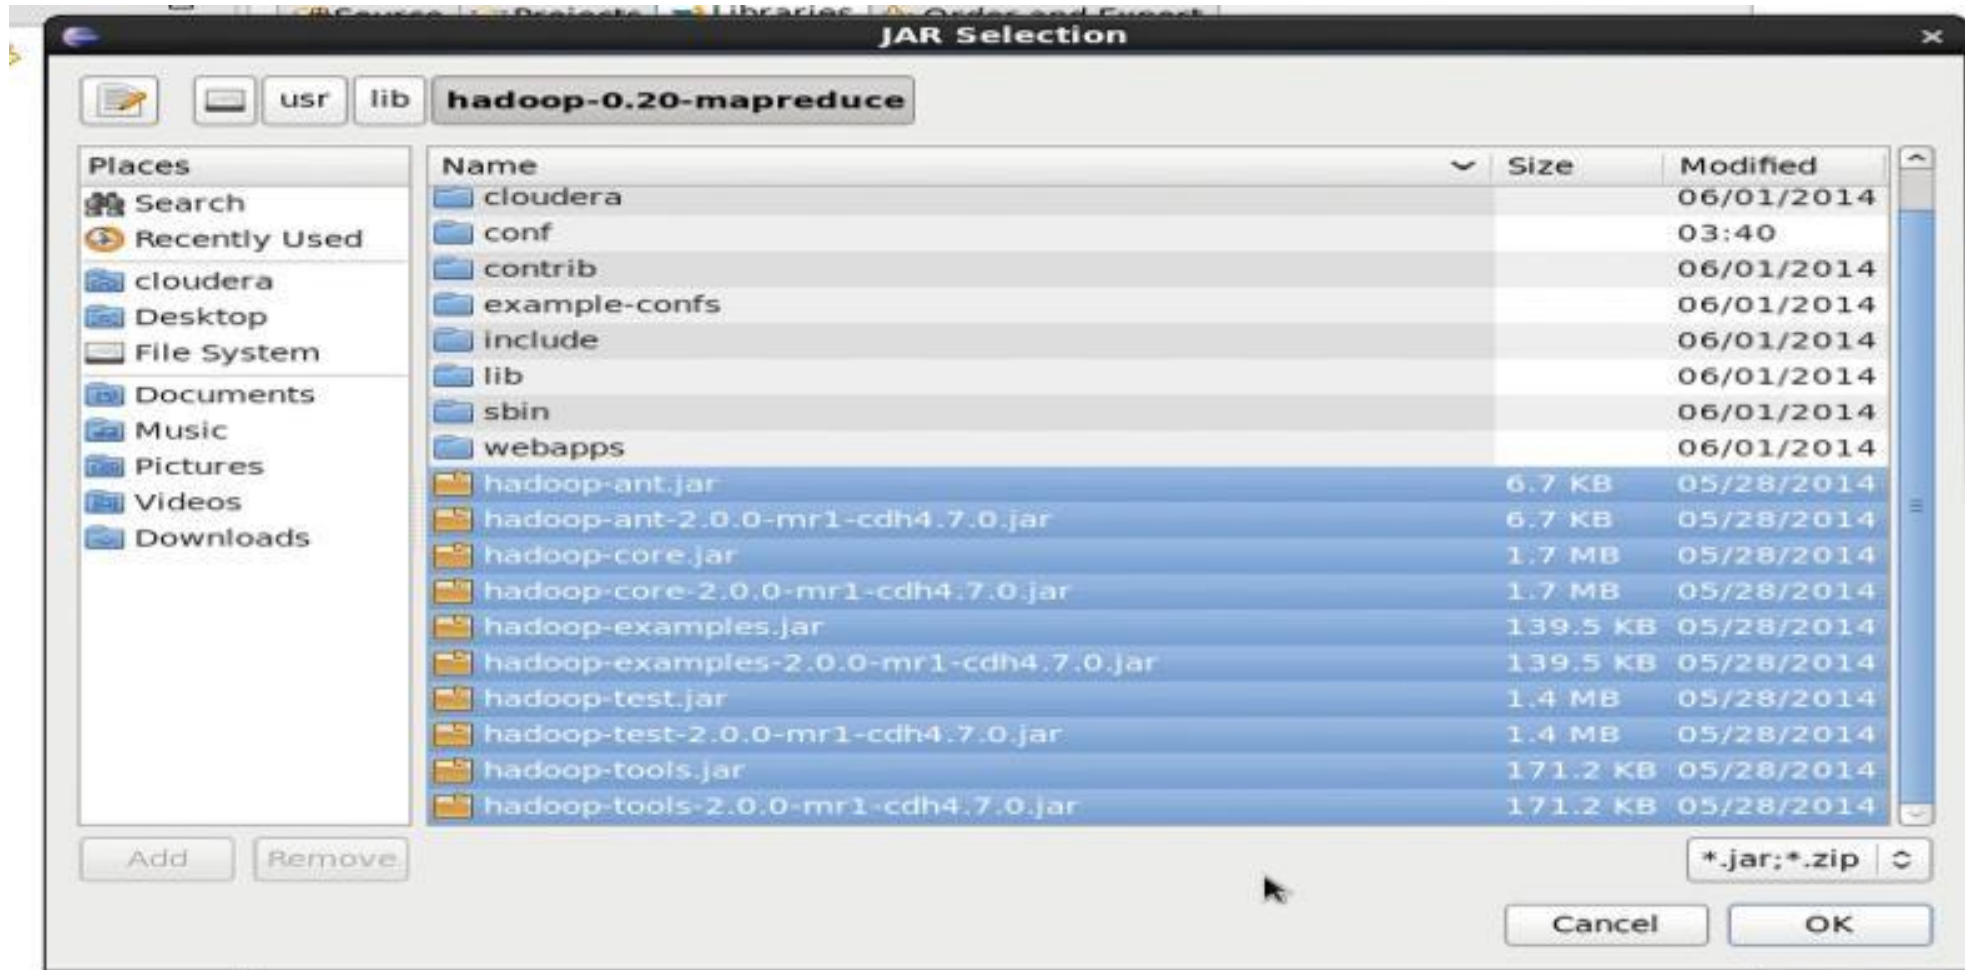 Source Projects Libraries Order and Export
JAR Selection
usr lib hadoop-0.20-mapreduce
Places
Search
Recently Used
cloudera
Desktop
File System
Documents
Music
Pictures
Videos
Downloads
Add Remove
Name Size Modified
cloudera 06/01/2014
conf 03:40
contrib 06/01/2014
example-confs 06/01/2014
include 06/01/2014
lib 06/01/2014
sbin 06/01/2014
webapps 06/01/2014
hadoop-ant.jar 6.7 KB 05/28/2014
hadoop-ant-2.0.0-mr1-cdh4.7.0.jar 6.7 KB 05/28/2014
hadoop-core.jar 1.7 MB 05/28/2014
hadoop-core-2.0.0-mr1-cdh4.7.0.jar 1.7 MB 05/28/2014
hadoop-examples.jar 139.5 KB 05/28/2014
hadoop-examples-2.0.0-mr1-cdh4.7.0.jar 139.5 KB 05/28/2014
hadoop-test.jar 1.4 MB 05/28/2014
hadoop-test-2.0.0-mr1-cdh4.7.0.jar 1.4 MB 05/28/2014
hadoop-tools.jar 171.2 KB 05/28/2014
hadoop-tools-2.0.0-mr1-cdh4.7.0.jar 171.2 KB 05/28/2014
*.jar;*.zip
Cancel OK